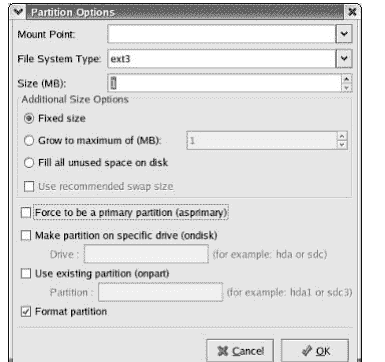 Partition Options
Mount Point:
File System Type: ext3
Size (MB): 1
Additional Size Options
Fixed size
Grow to maximum of (MB): 1
Fill all unused space on disk
Use recommended swap size
Force to be a primary partition (asprimary)
Make partition on specific drive (ondisk)
Drive : (for example: hda or sdc)
Use existing partition (onpart)
Partition : (for example: hda1 or sdc3)
Format partition
Cancel OK